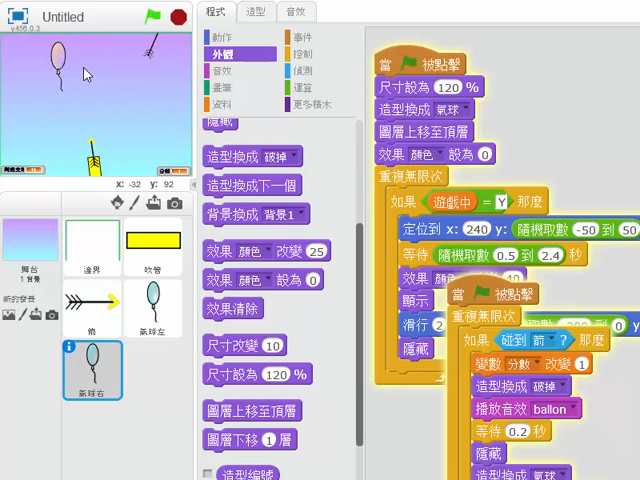 Untitled
v456.0.3
程式
造型
音效
動作
外觀
音效
畫筆
資料
事件
控制
偵測
運算
更多積木
隱藏
造型換成 破掉
造型換成下一個
背景換成 背景1
效果 顏色 改變 25
效果 顏色 設為 0
效果清除
尺寸改變 10
尺寸設為 120 %
圖層上移至頂層
圖層下移 1 層
造型編號
x: -32 y: 92
舞台
1 背景
新的背景
邊界
吹管
箭
氣球左
氣球右
當 被點擊
尺寸設為 120 %
造型換成 氣球
圖層上移至頂層
效果 顏色 設為 0
重複無限次
如果 遊戲中 = Y 那麼
定位到 x: 240 y: 隨機取數 -50 到 50
等待 隨機取數 0.5 到 2.4 秒
效果
顯示
滑行 2
到 0 y
隱藏
當 被點擊
重複無限次
如果 碰到 箭 ? 那麼
變數 分數 改變 1
造型換成 破掉
播放音效 ballon
等待 0.2 秒
隱藏
造型換成 氣球